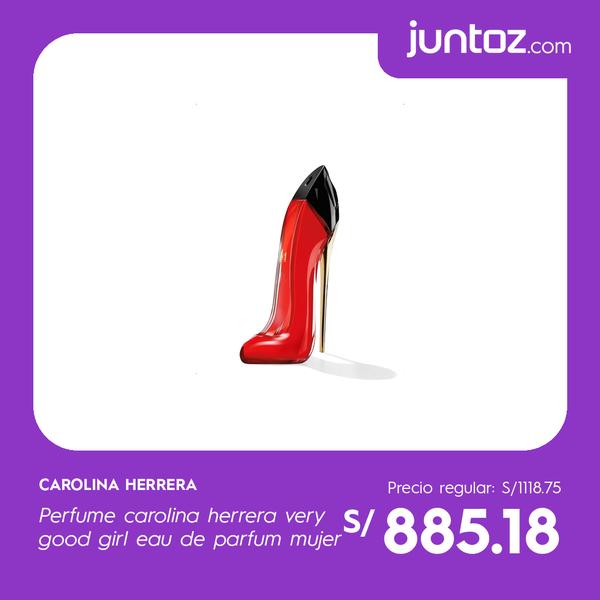 juntoz.com
CAROLINA HERRERA
Perfume carolina herrera very
good girl eau de parfum mujer
Precio regular: S/1118.75
S/ 885.18